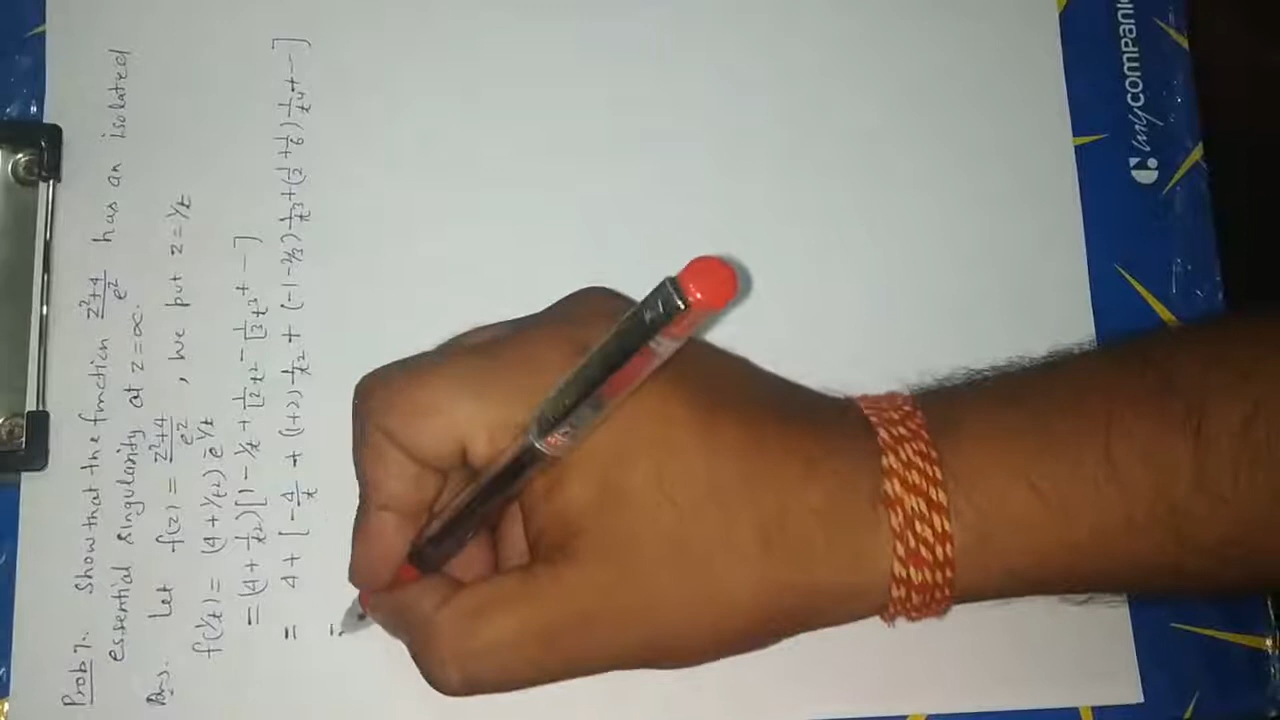 Prob 7. Show that the function (z²+4)/e^z has an isolated
essential singularity at z=∞.
Ans. Let f(z) = (z²+4)/e^z, we put z=1/t
f(1/t) = (4+1/t²) e^-1/t
= (4+1/t²)[1-1/t+1/|2 t²-1/|3 t³+--]
= 4+[-4/t+(1+2)1/t²+(-1-2/3)1/t³+(1/2+1/6)1/t⁴+--]
=
mycompanic